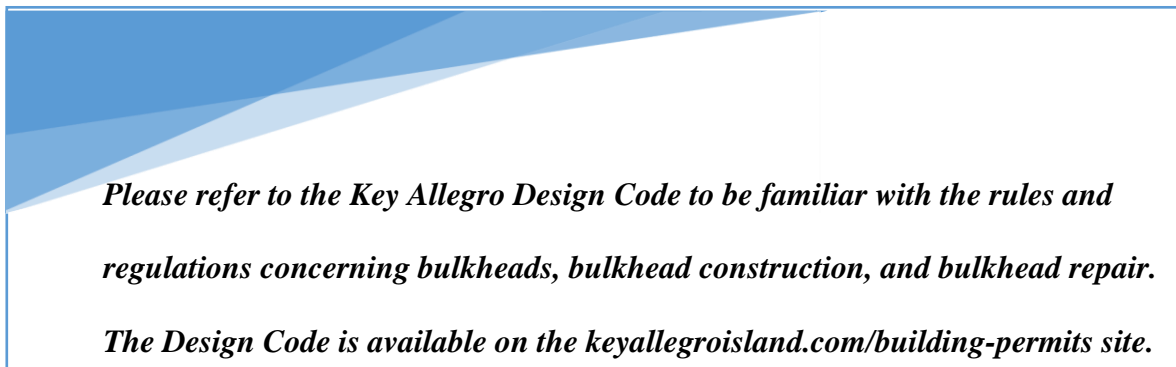 Please refer to the Key Allegro Design Code to be familiar with the rules and
regulations concerning bulkheads, bulkhead construction, and bulkhead repair.
The Design Code is available on the keyallegroisland.com/building-permits site.